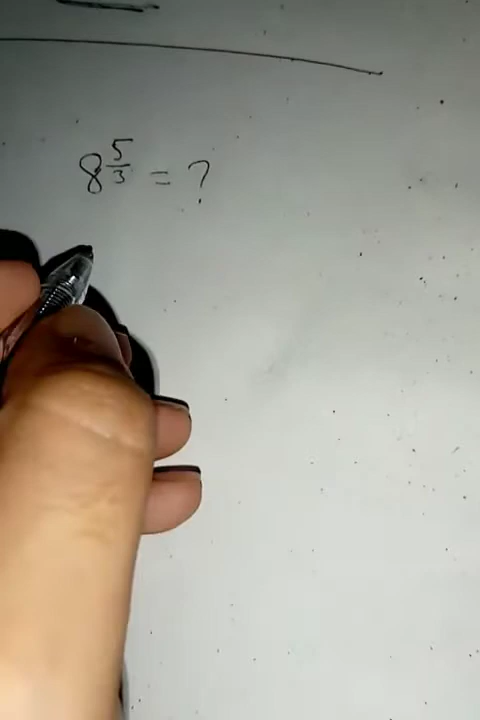 8^{5/3} = ?